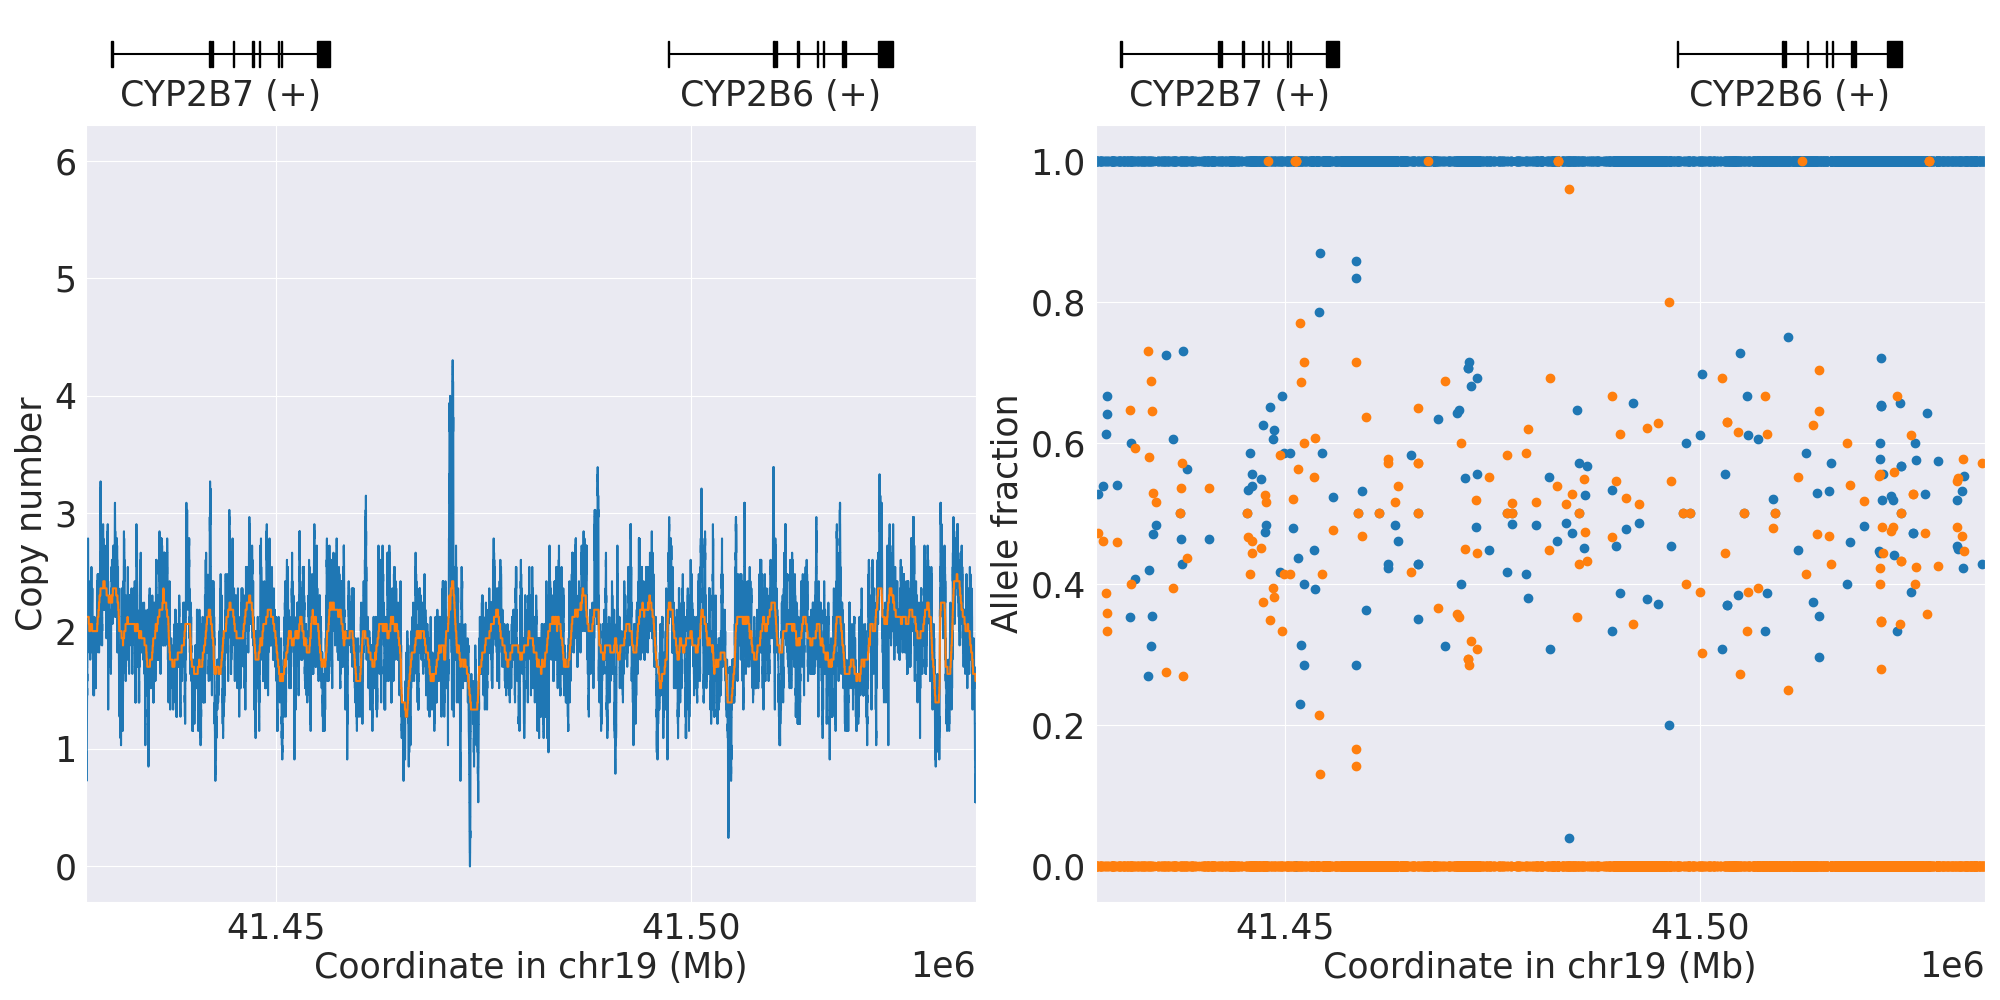 CYP2B7 (+)
CYP2B6 (+)
6
5
4
3
2
1
0
Copy number
41.45
41.50
Coordinate in chr19 (Mb)
1e6
CYP2B7 (+)
CYP2B6 (+)
1.0
0.8
0.6
0.4
0.2
0.0
Allele fraction
41.45
41.50
Coordinate in chr19 (Mb)
1e6